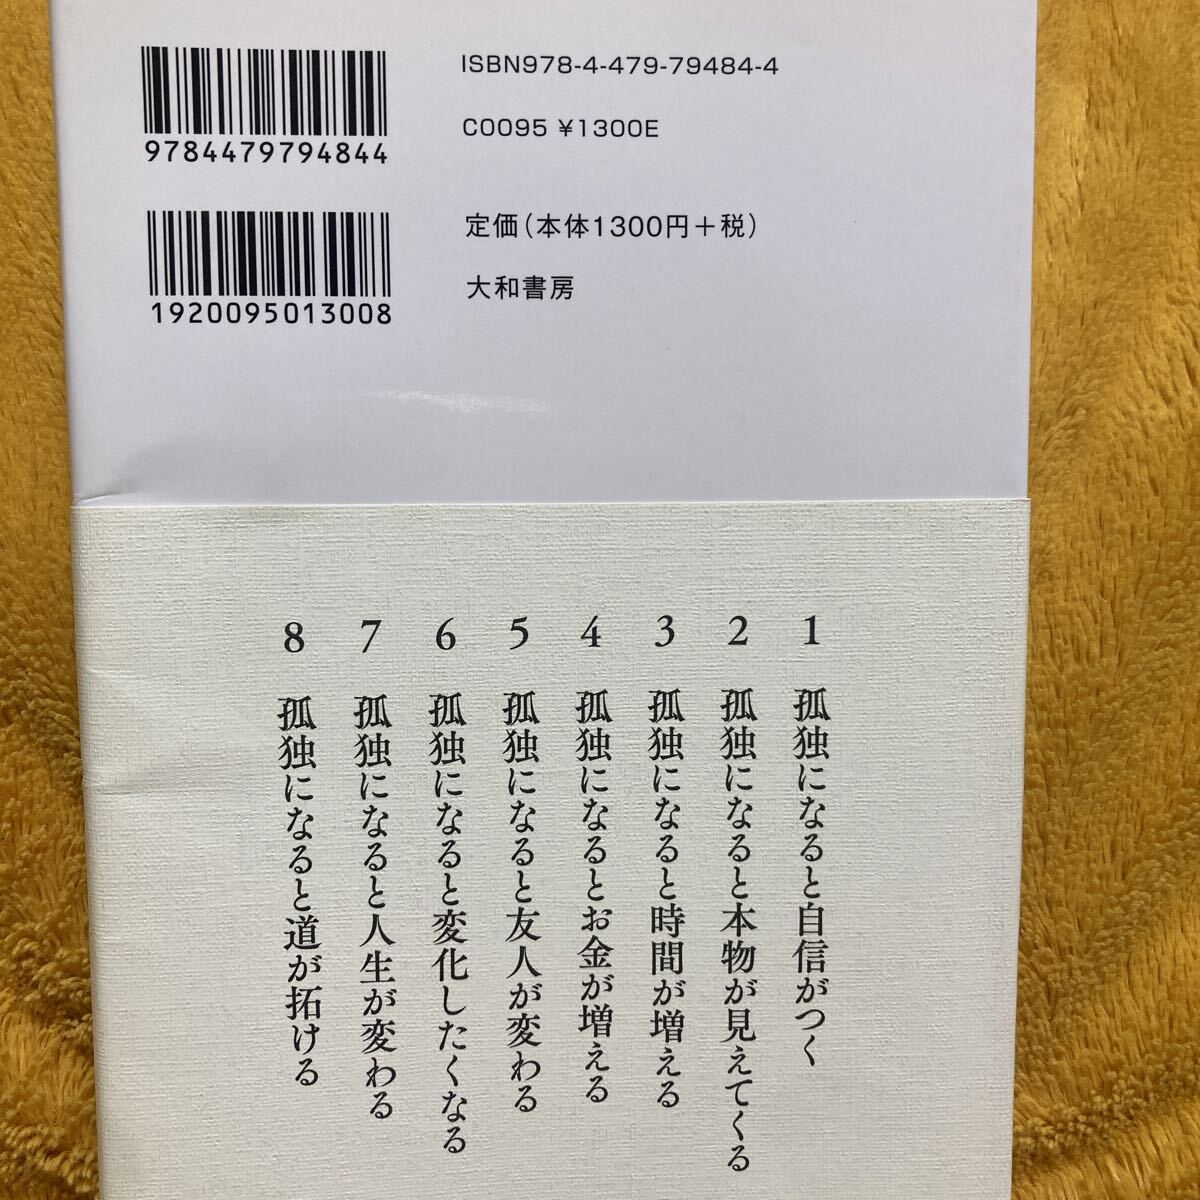 ISBN978-4-479-79484-4
9784479794844
C0095 ¥1300E
定価(本体1300円+税)
1920095013008
大和書房
1 孤独になると自信がつく
2 孤独になると本物が見えてくる
3 孤独になると時間が増える
4 孤独になるとお金が増える
5 孤独になると友人が変わる
6 孤独になると変化したくなる
7 孤独になると人生が変わる
8 孤独になると道が拓ける